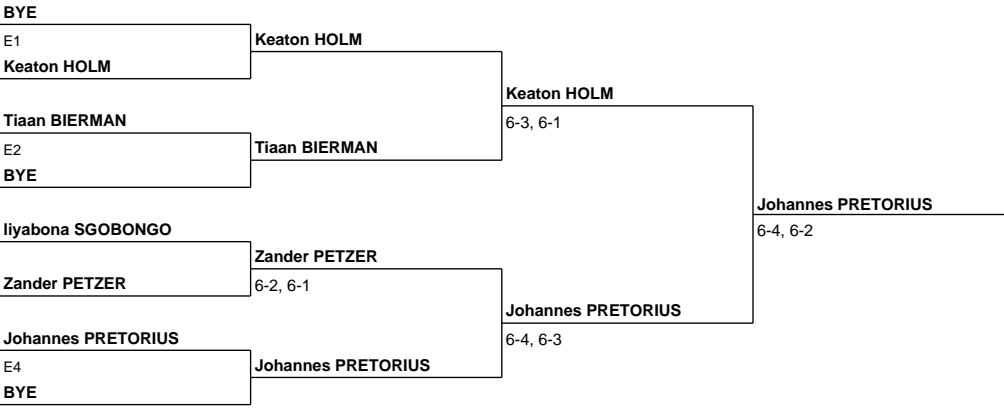 BYE
E1
Keaton HOLM
Keaton HOLM
Tiaan BIERMAN
E2
BYE
Tiaan BIERMAN
Keaton HOLM
6-3, 6-1
liyabona SGOBONGO
Zander PETZER
Zander PETZER
6-2, 6-1
Johannes PRETORIUS
E4
BYE
Johannes PRETORIUS
Johannes PRETORIUS
6-4, 6-3
Johannes PRETORIUS
6-4, 6-2